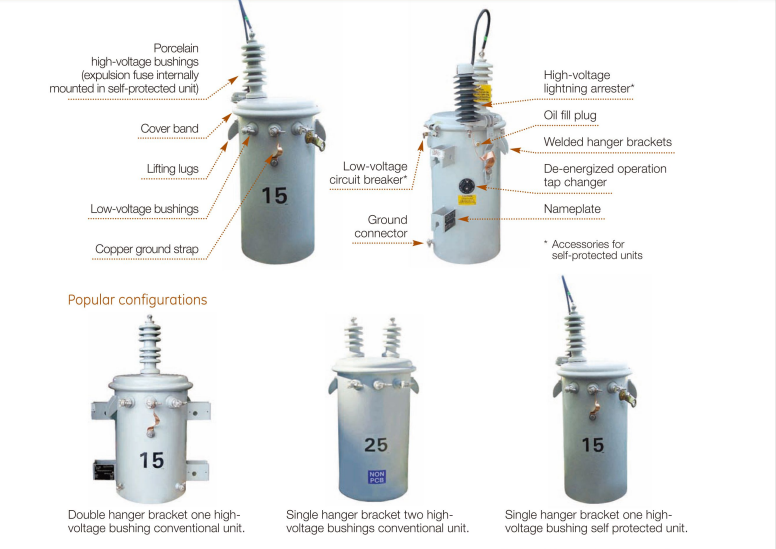 Porcelain
high-voltage bushings
(expulsion fuse internally
mounted in self-protected unit)
Cover band
Lifting lugs
Low-voltage bushings
Copper ground strap
15
High-voltage
lightning arrester*
Oil fill plug
Welded hanger brackets
De-energized operation
tap changer
Nameplate
Low-voltage
circuit breaker*
Ground
connector
* Accessories for
self-protected units
Popular configurations
15
25
NON
PCB
15
Double hanger bracket one high-
voltage bushing conventional unit.
Single hanger bracket two high-
voltage bushings conventional unit.
Single hanger bracket one high-
voltage bushing self protected unit.